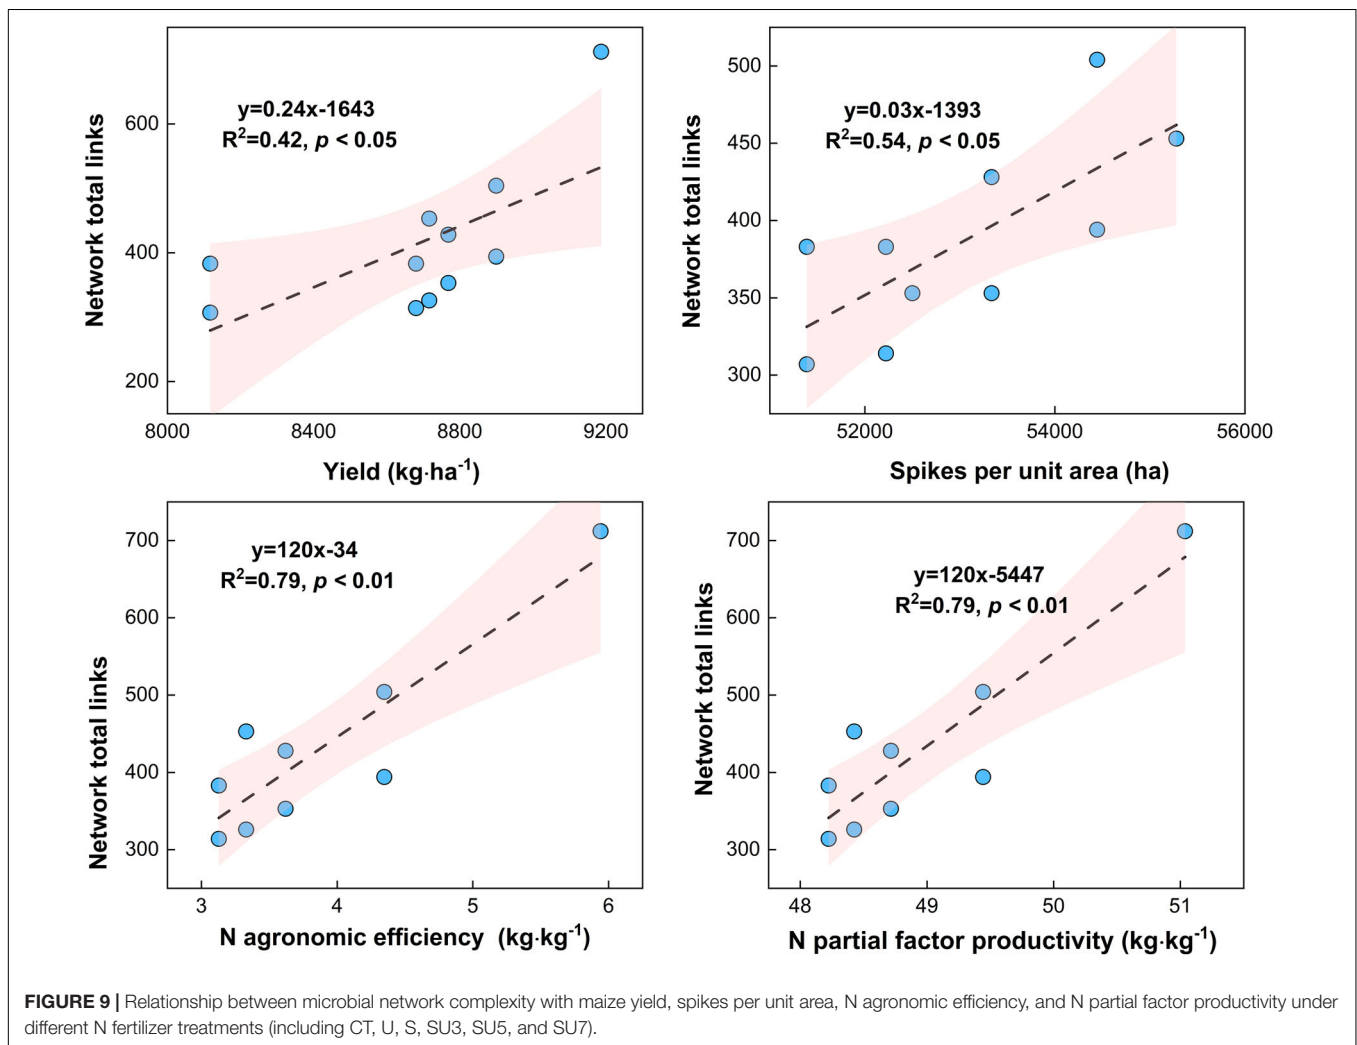 Network total links
600
400
200
y=0.24x-1643
R²=0.42, p < 0.05
8000 8400 8800 9200
Yield (kg·ha⁻¹)
Network total links
500
450
400
350
300
y=0.03x-1393
R²=0.54, p < 0.05
52000 54000 56000
Spikes per unit area (ha)
Network total links
700
600
500
400
300
y=120x-34
R²=0.79, p < 0.01
3 4 5 6
N agronomic efficiency (kg·kg⁻¹)
Network total links
700
600
500
400
300
y=120x-5447
R²=0.79, p < 0.01
48 49 50 51
N partial factor productivity (kg·kg⁻¹)
FIGURE 9 | Relationship between microbial network complexity with maize yield, spikes per unit area, N agronomic efficiency, and N partial factor productivity under
different N fertilizer treatments (including CT, U, S, SU3, SU5, and SU7).